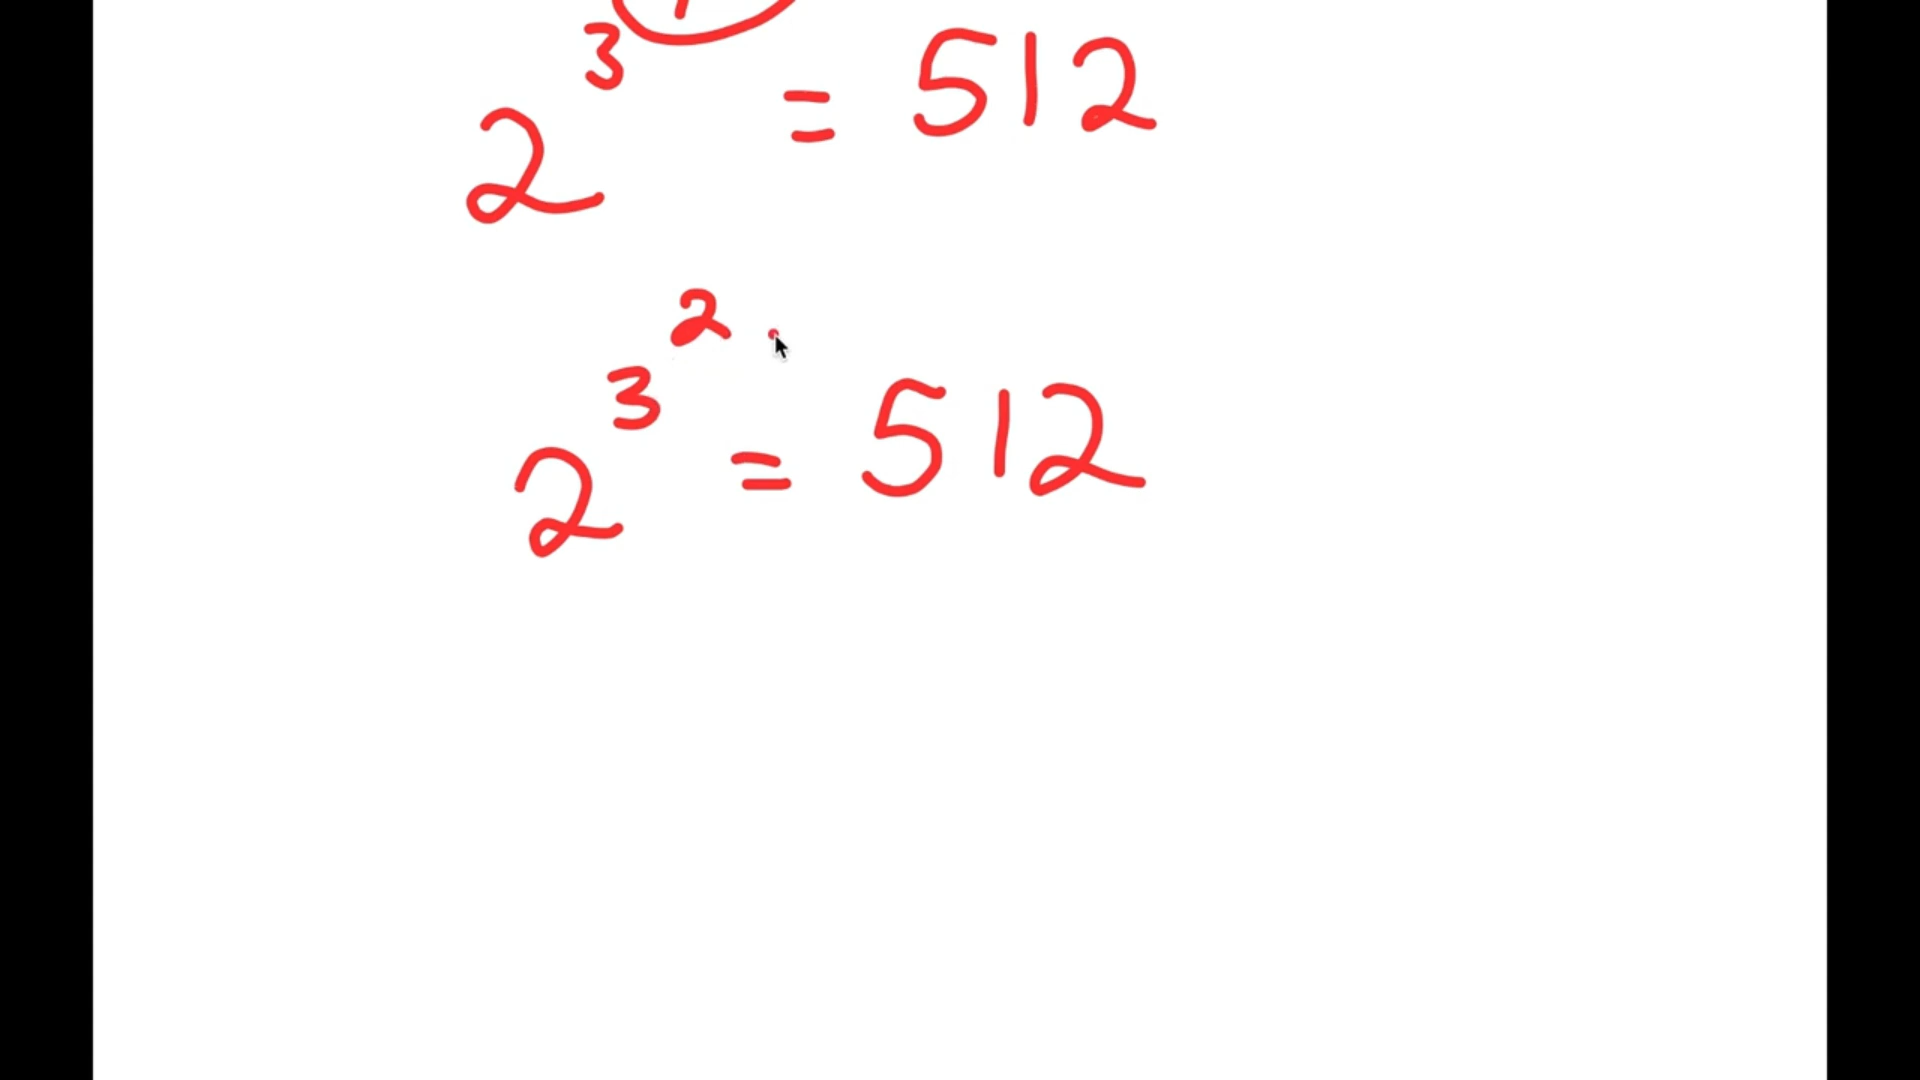 2^3 = 512
2^3^2 = 512